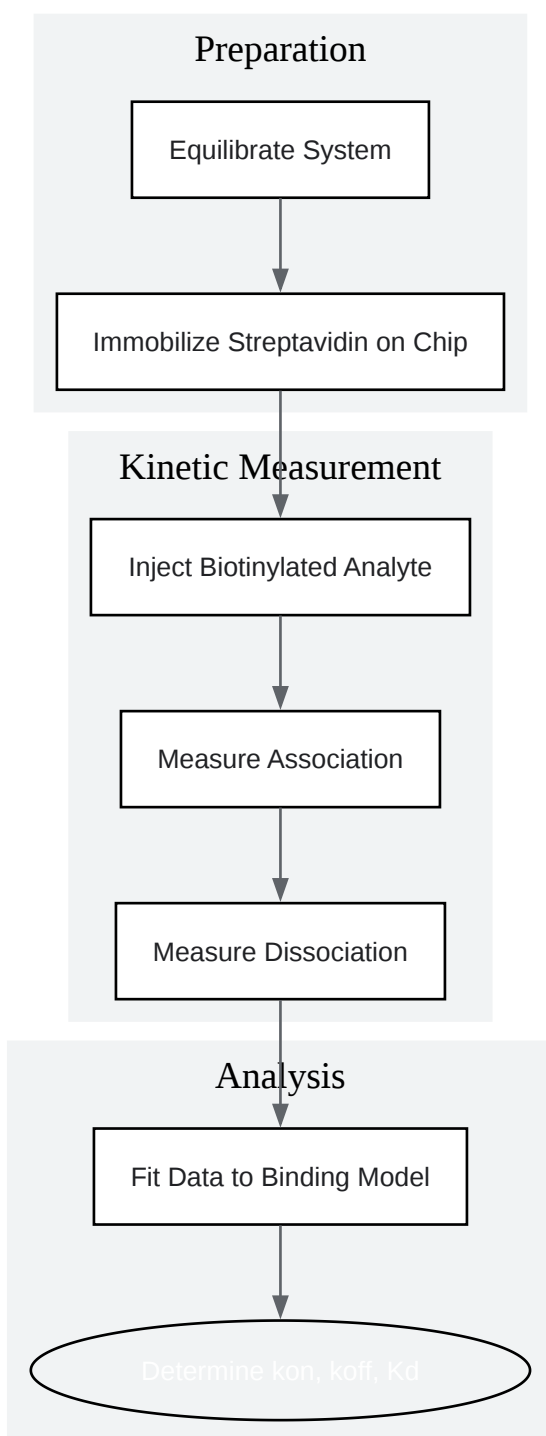 Preparation
Equilibrate System
Immobilize Streptavidin on Chip
Kinetic Measurement
Inject Biotinylated Analyte
Measure Association
Measure Dissociation
Analysis
Fit Data to Binding Model
Determine kon, koff, Kd